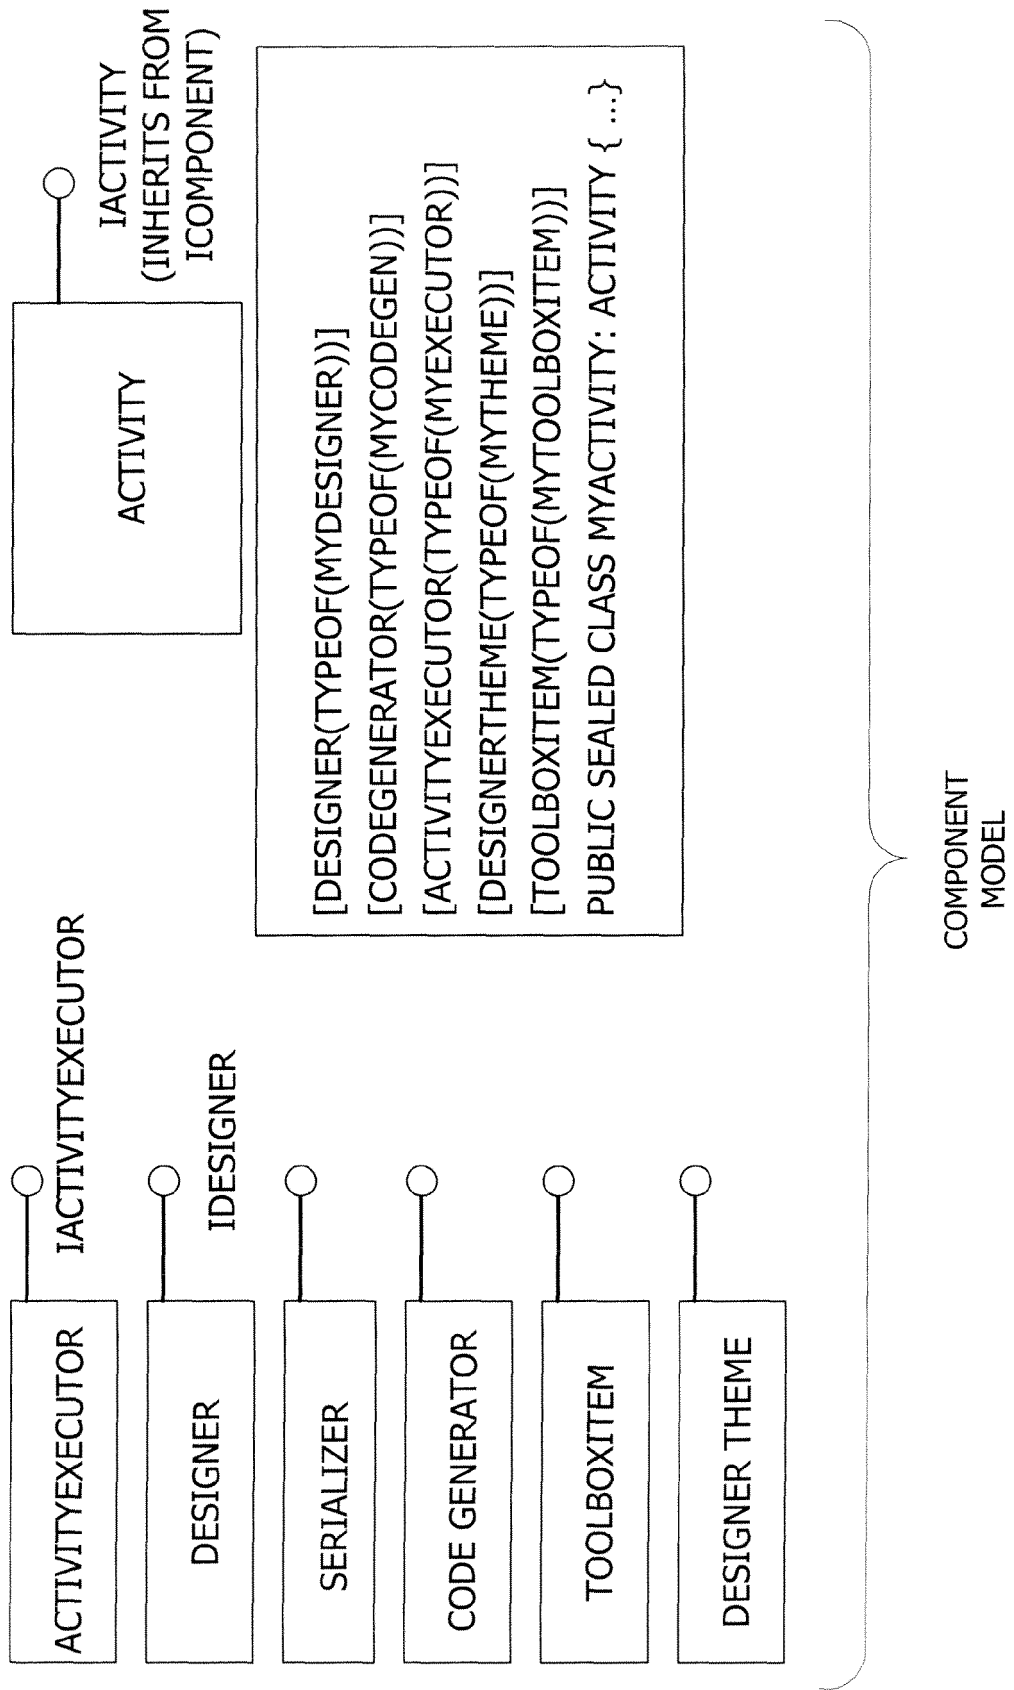 ACTIVITYEXECUTOR
IACTIVITYEXECUTOR
DESIGNER
IDESIGNER
SERIALIZER
CODE GENERATOR
TOOLBOXITEM
DESIGNER THEME
ACTIVITY
IACTIVITY
(INHERITS FROM
ICOMPONENT)
[DESIGNER(TYPEOF(MYDESIGNER))]
[CODEGENERATOR(TYPEOF(MYCODEGEN))]
[ACTIVITYEXECUTOR(TYPEOF(MYEXECUTOR))]
[DESIGNERTHEME(TYPEOF(MYTHEME))]
[TOOLBOXITEM(TYPEOF(MYTOOLBOXITEM))]
PUBLIC SEALED CLASS MYACTIVITY: ACTIVITY { ...}
COMPONENT
MODEL